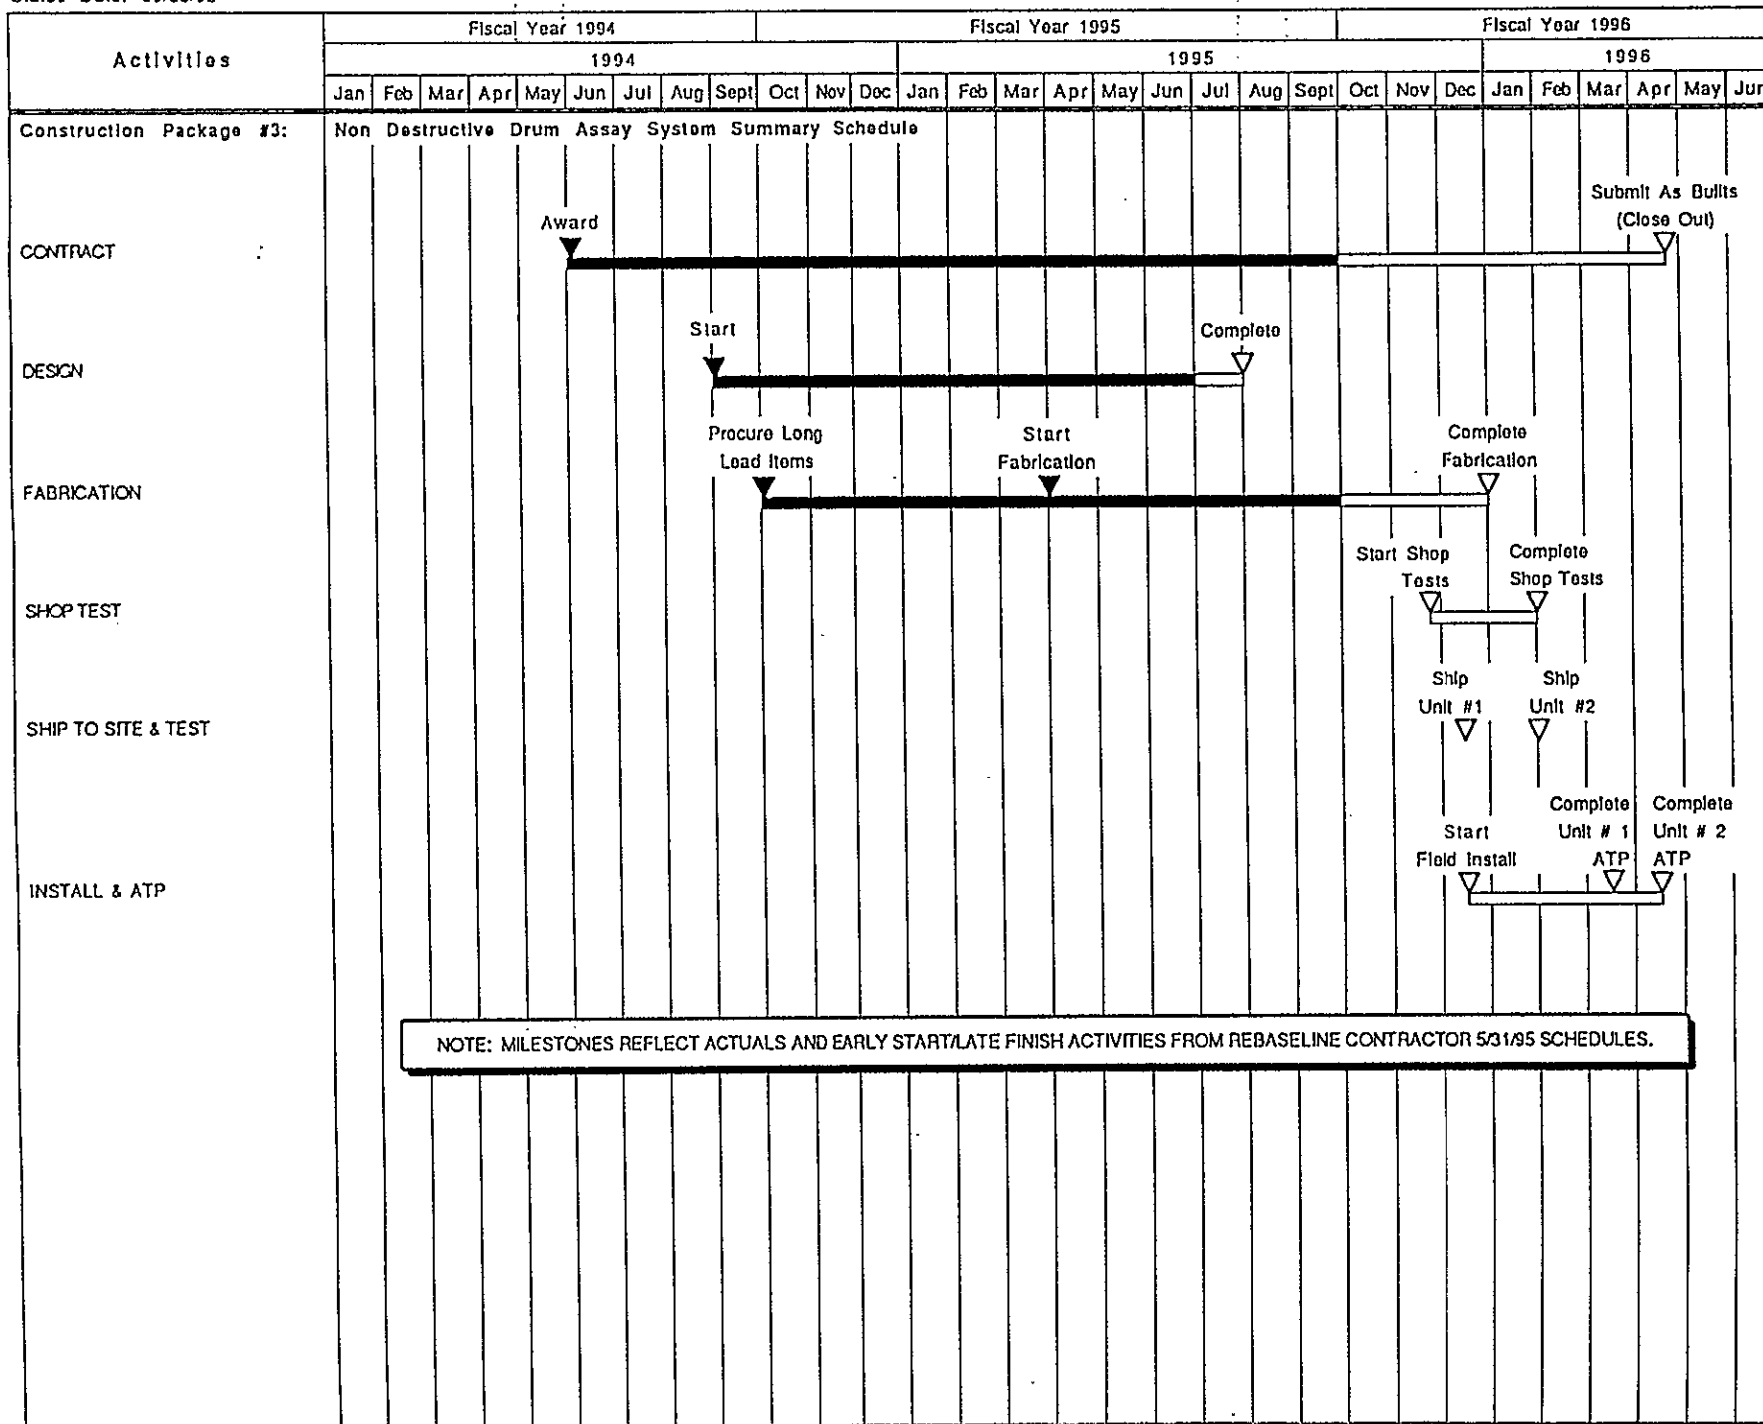 Fiscal Year 1994 Fiscal Year 1995 Fiscal Year 1996
Activities
1994 1995 1996
Jan Feb Mar Apr May Jun Jul Aug Sept Oct Nov Dec Jan Feb Mar Apr May Jun Jul Aug Sept Oct Nov Dec Jan Feb Mar Apr May Jun
Construction Package #3: Non Destructive Drum Assay System Summary Schedule
Submit As Builts
(Close Out)
Award
CONTRACT
Start Complete
DESIGN
Procure Long Start Complete
Lead Items Fabrication Fabrication
FABRICATION
Start Shop Complete
Tests Shop Tests
SHOP TEST
Ship Ship
Unit #1 Unit #2
SHIP TO SITE & TEST
Complete Complete
Start Unit # 1 Unit # 2
Field Install ATP ATP
INSTALL & ATP
NOTE: MILESTONES REFLECT ACTUALS AND EARLY START/LATE FINISH ACTIVITIES FROM REBASELINE CONTRACTOR 5/31/95 SCHEDULES.